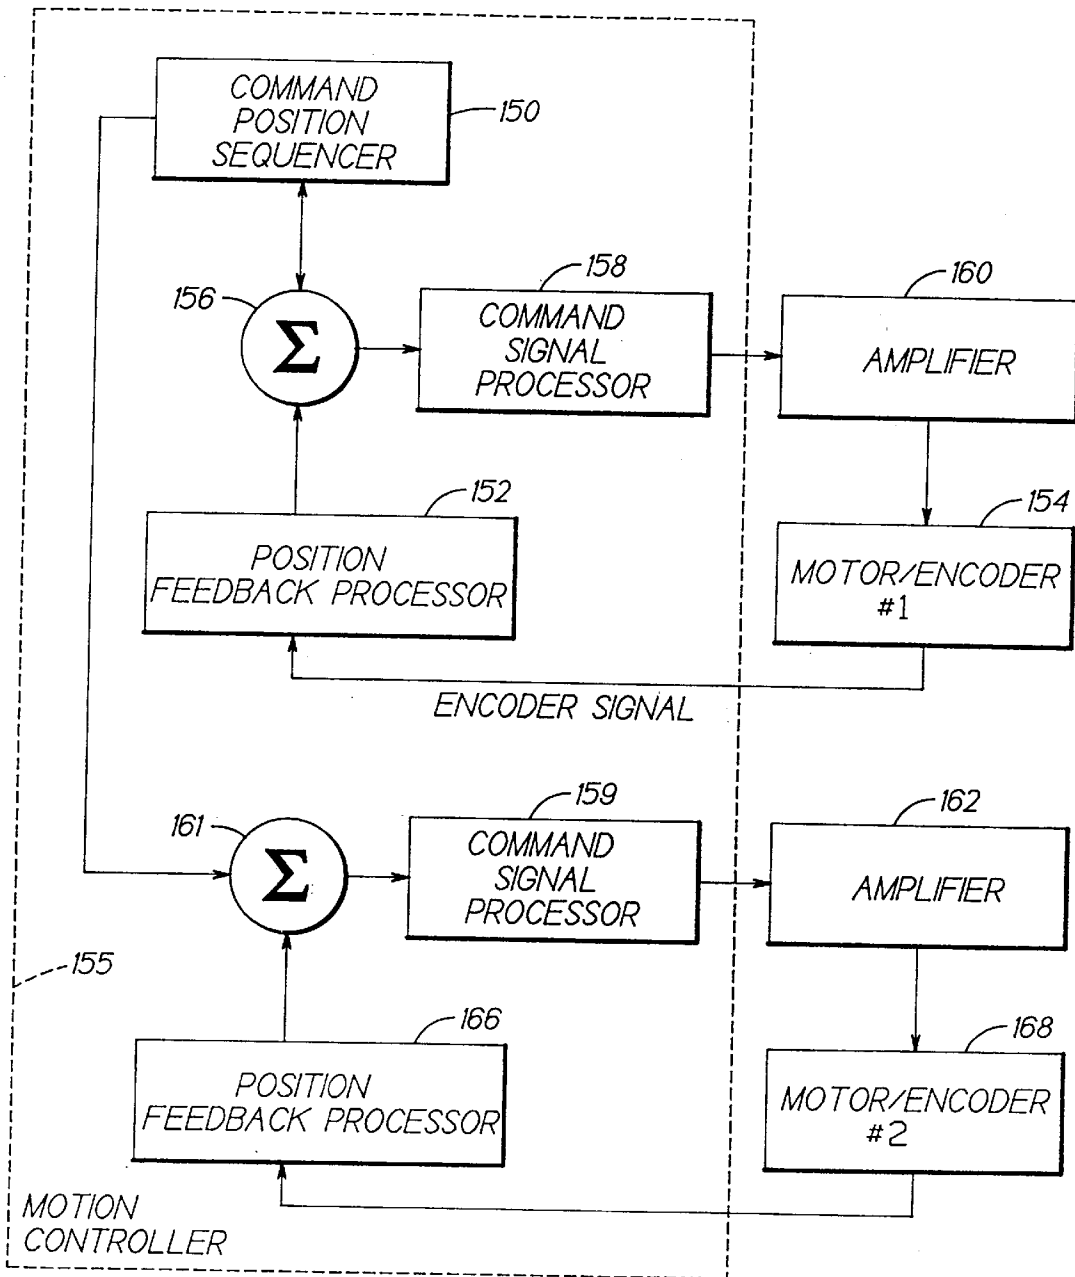 COMMAND
POSITION
SEQUENCER
150
156
158
COMMAND
SIGNAL
PROCESSOR
160
AMPLIFIER
Σ
152
POSITION
FEEDBACK PROCESSOR
154
MOTOR/ENCODER
#1
ENCODER SIGNAL
161
159
COMMAND
SIGNAL
PROCESSOR
162
AMPLIFIER
Σ
155
166
POSITION
FEEDBACK PROCESSOR
168
MOTOR/ENCODER
#2
MOTION
CONTROLLER